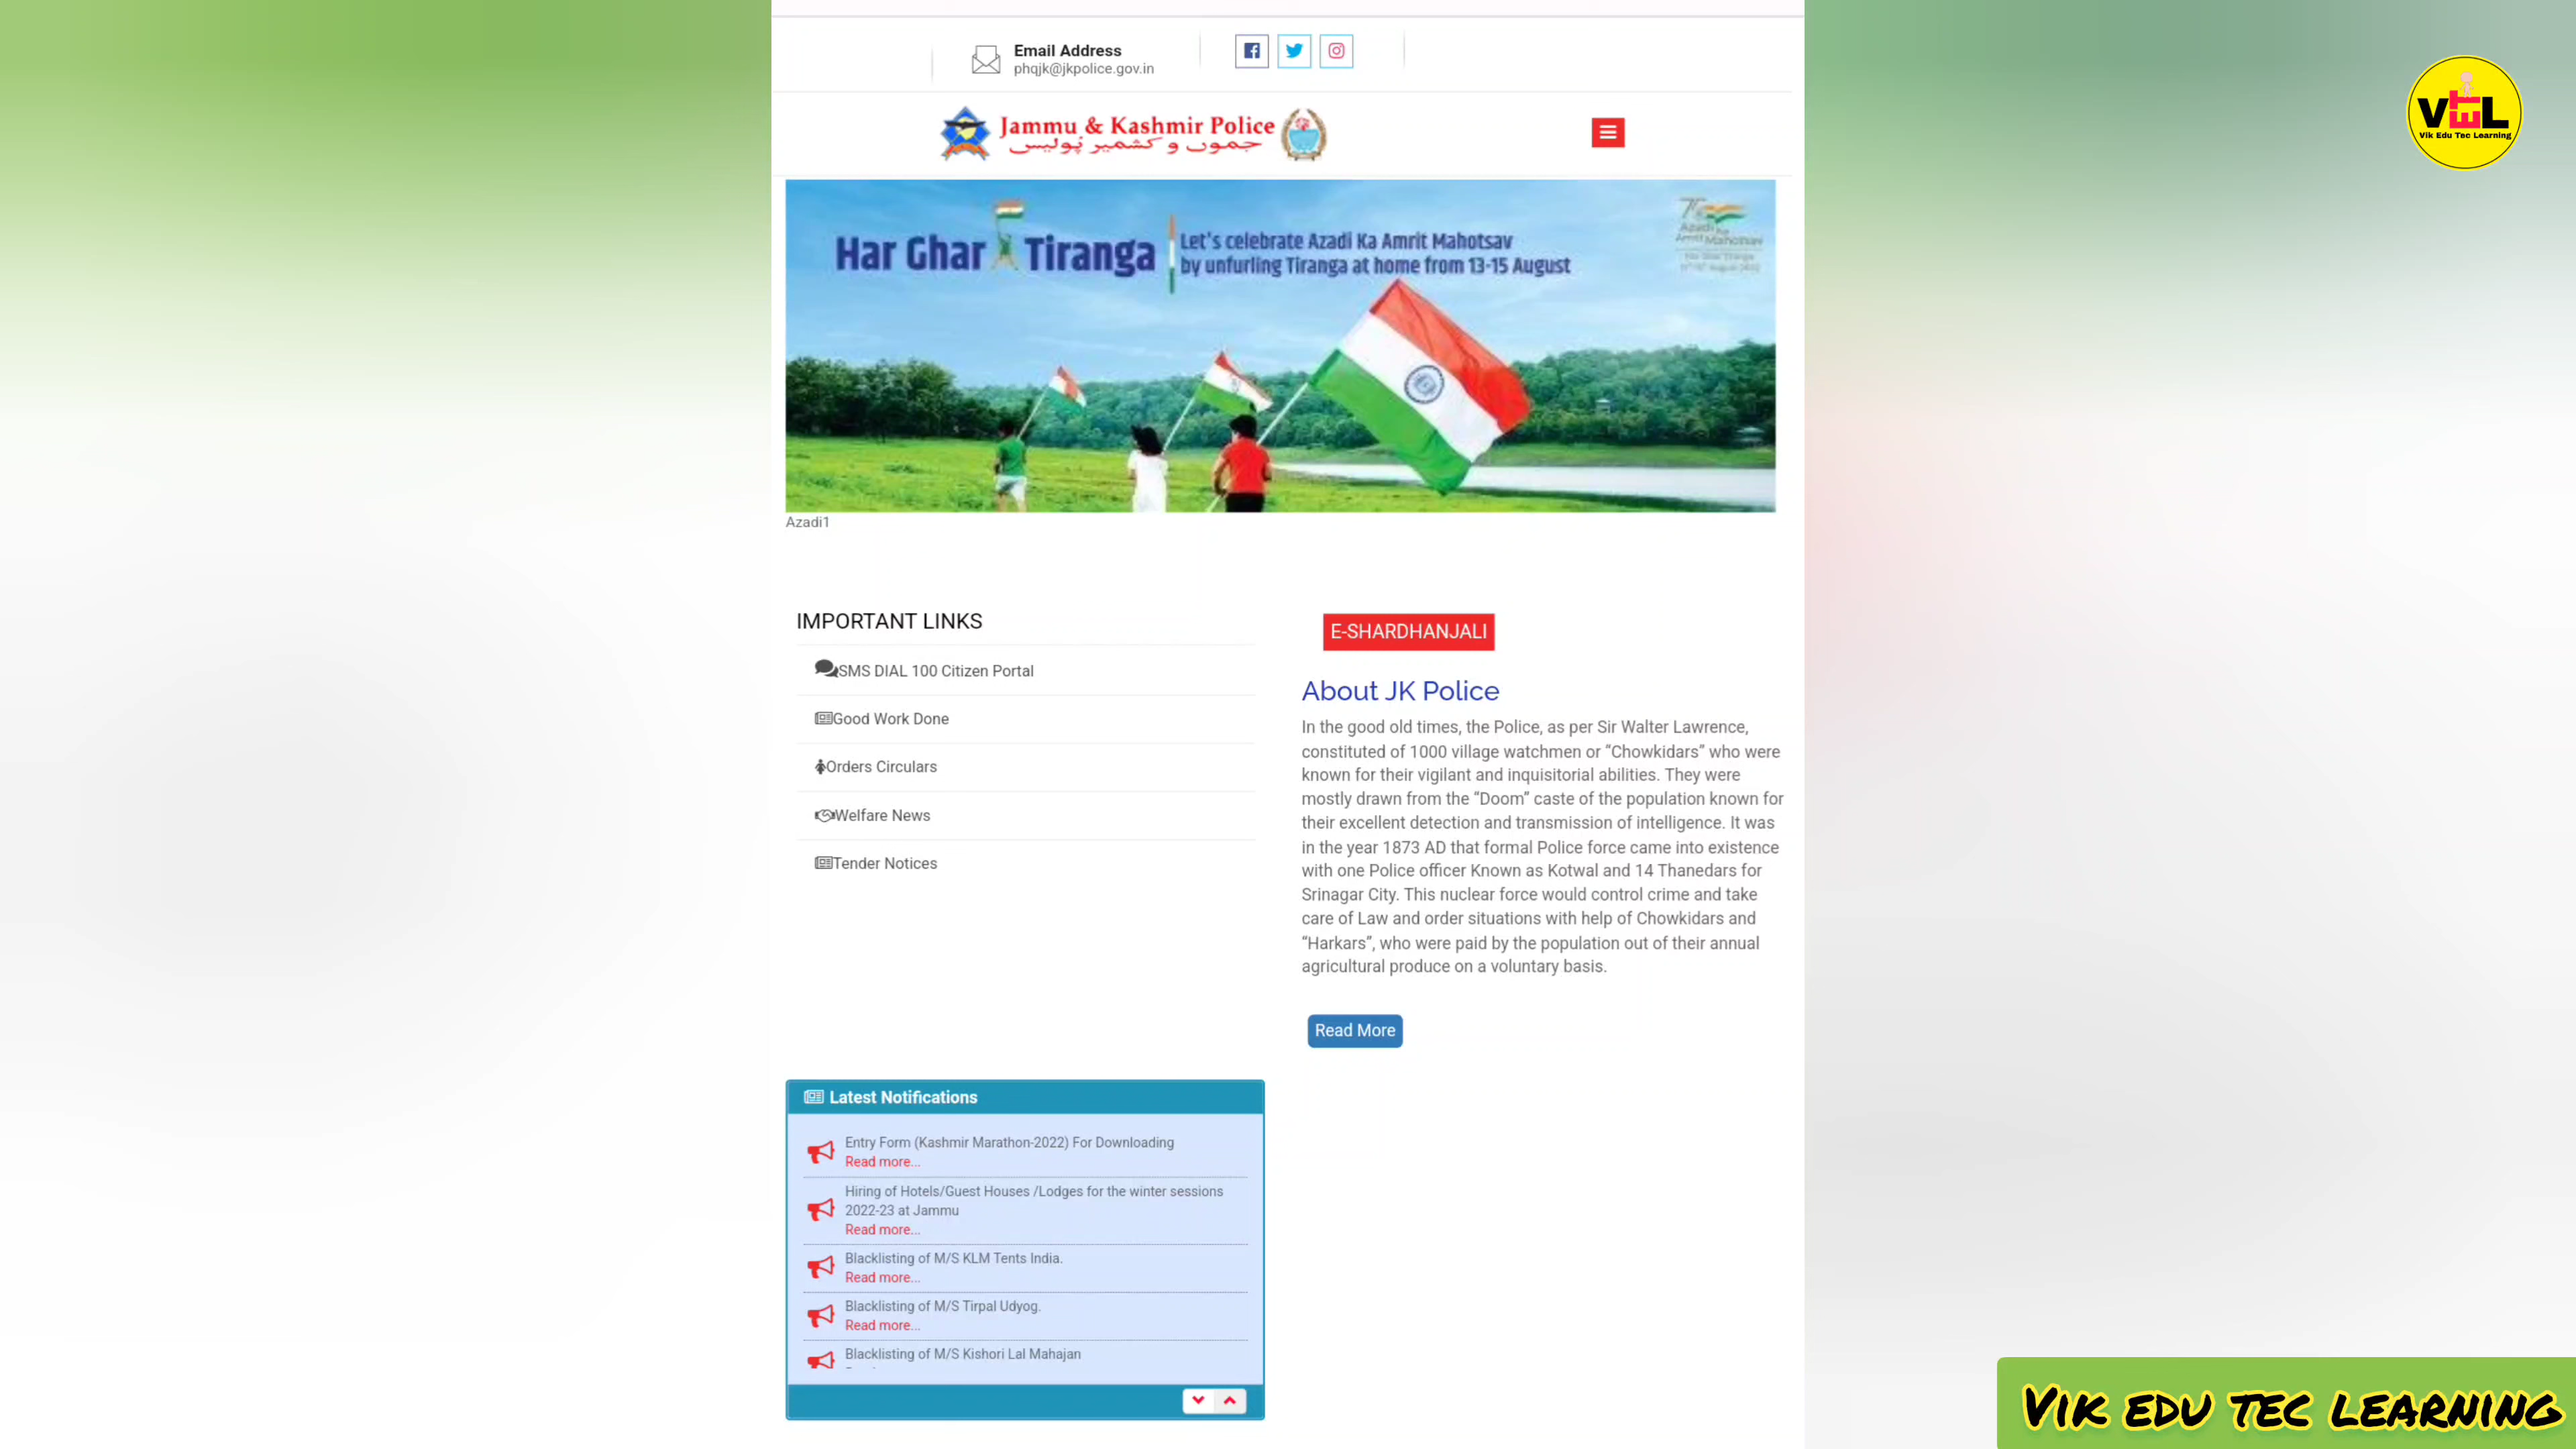 Email Address
phqjk@jkpolice.gov.in
Jammu & Kashmir Police
جموں و کشمیر پولیس
Har Ghar Tiranga
Let's celebrate Azadi Ka Amrit Mahotsav
by unfurling Tiranga at home from 13-15 August
Azadi
Ka
Amrit Mahotsav
Azadi1
IMPORTANT LINKS
SMS DIAL 100 Citizen Portal
Good Work Done
Orders Circulars
Welfare News
Tender Notices
E-SHARDHANJALI
About JK Police
In the good old times, the Police, as per Sir Walter Lawrence,
constituted of 1000 village watchmen or “Chowkidars” who were
known for their vigilant and inquisitorial abilities. They were
mostly drawn from the “Doom” caste of the population known for
their excellent detection and transmission of intelligence. It was
in the year 1873 AD that formal Police force came into existence
with one Police officer Known as Kotwal and 14 Thanedars for
Srinagar City. This nuclear force would control crime and take
care of Law and order situations with help of Chowkidars and
“Harkars”, who were paid by the population out of their annual
agricultural produce on a voluntary basis.
Read More
Latest Notifications
Entry Form (Kashmir Marathon-2022) For Downloading
Read more...
Hiring of Hotels/Guest Houses /Lodges for the winter sessions
2022-23 at Jammu
Read more...
Blacklisting of M/S KLM Tents India.
Read more...
Blacklisting of M/S Tirpal Udyog.
Read more...
Blacklisting of M/S Kishori Lal Mahajan
VETL
Vik Edu Tec Learning
VIK EDU TEC LEARNING